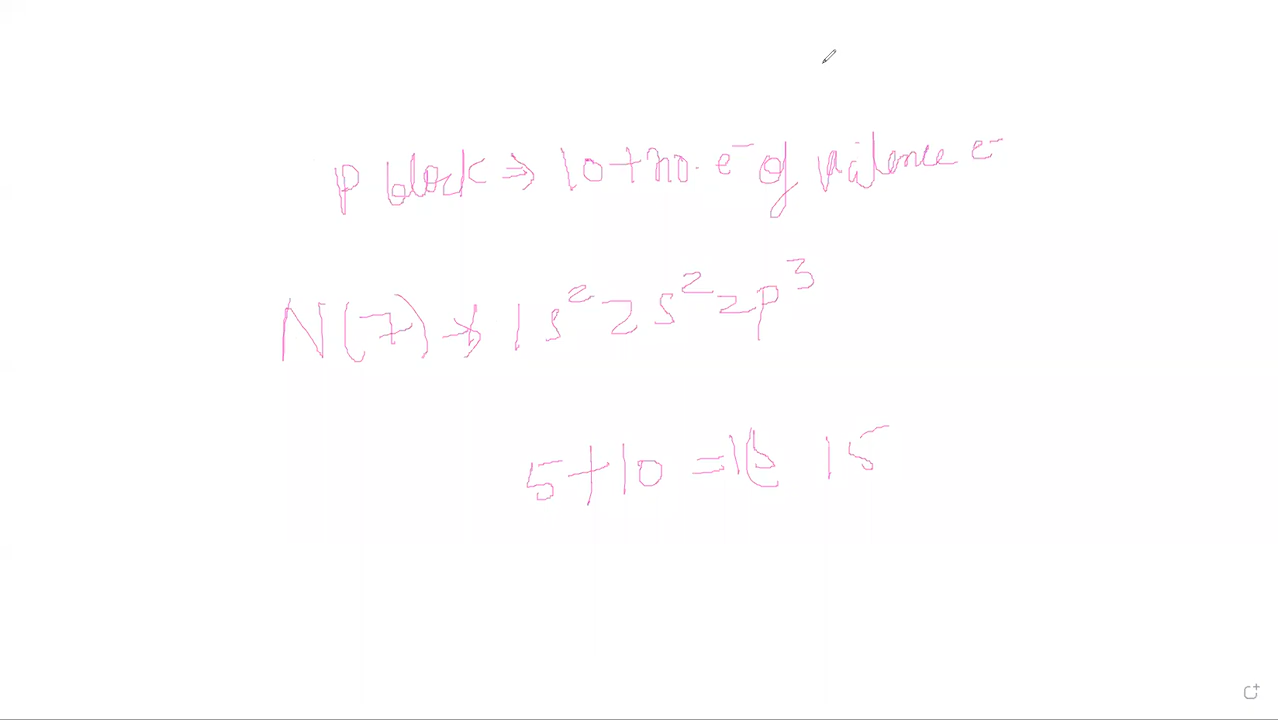 P block ⇒ 10 + no. e⁻ of valence e⁻
N(7) → 1s² 2s² 2p³
5 + 10 = 15 15